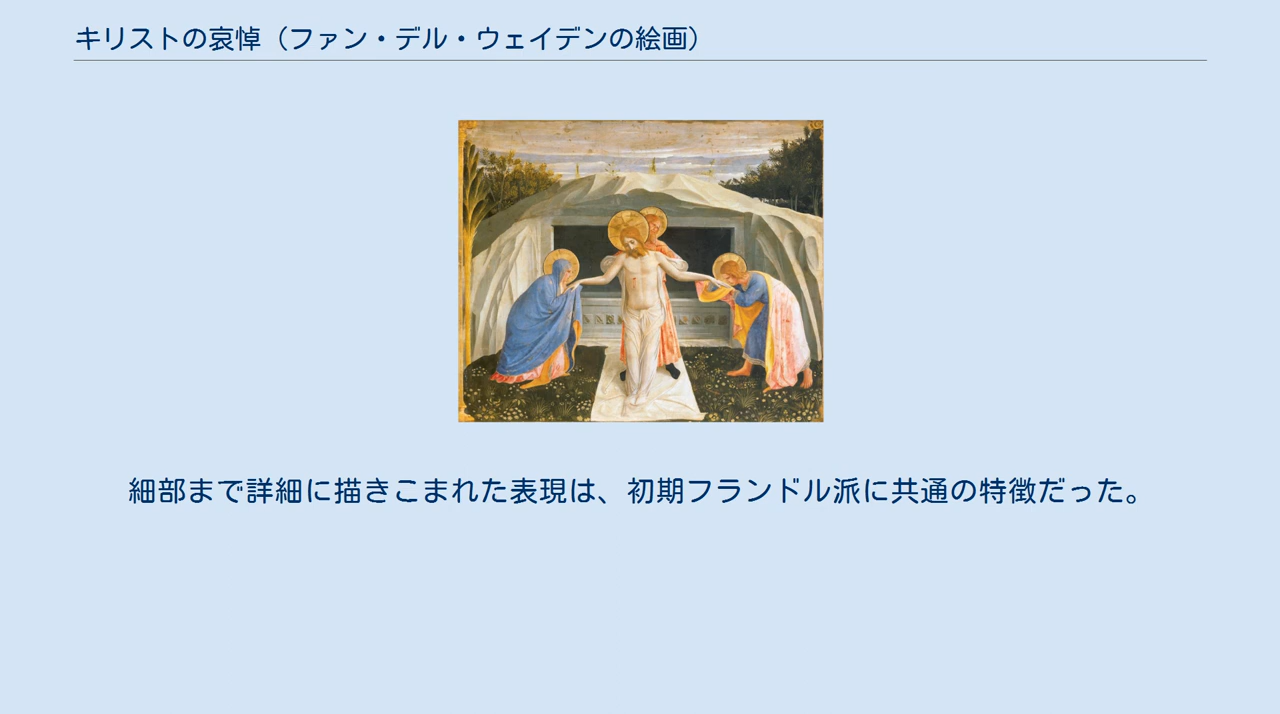 キリストの哀悼（ファン・デル・ウェイデンの絵画）
細部まで詳細に描きこまれた表現は、初期フランドル派に共通の特徴だった。